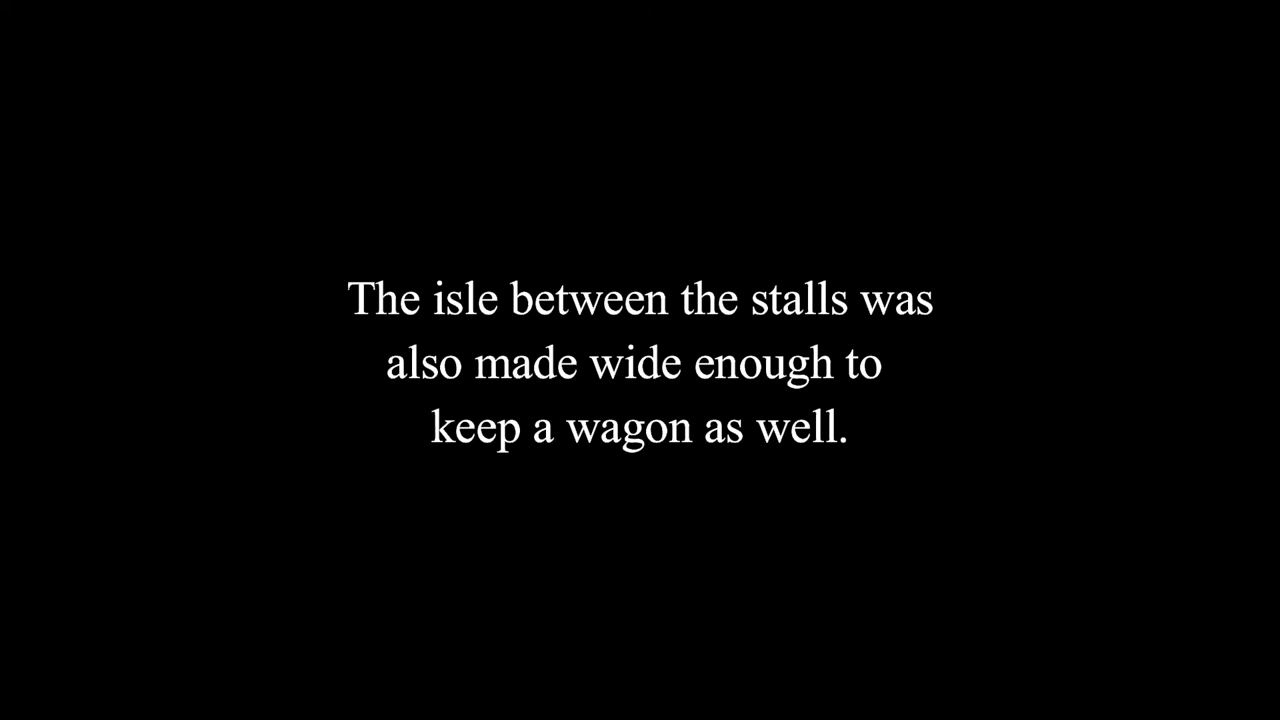 The isle between the stalls was
also made wide enough to
keep a wagon as well.